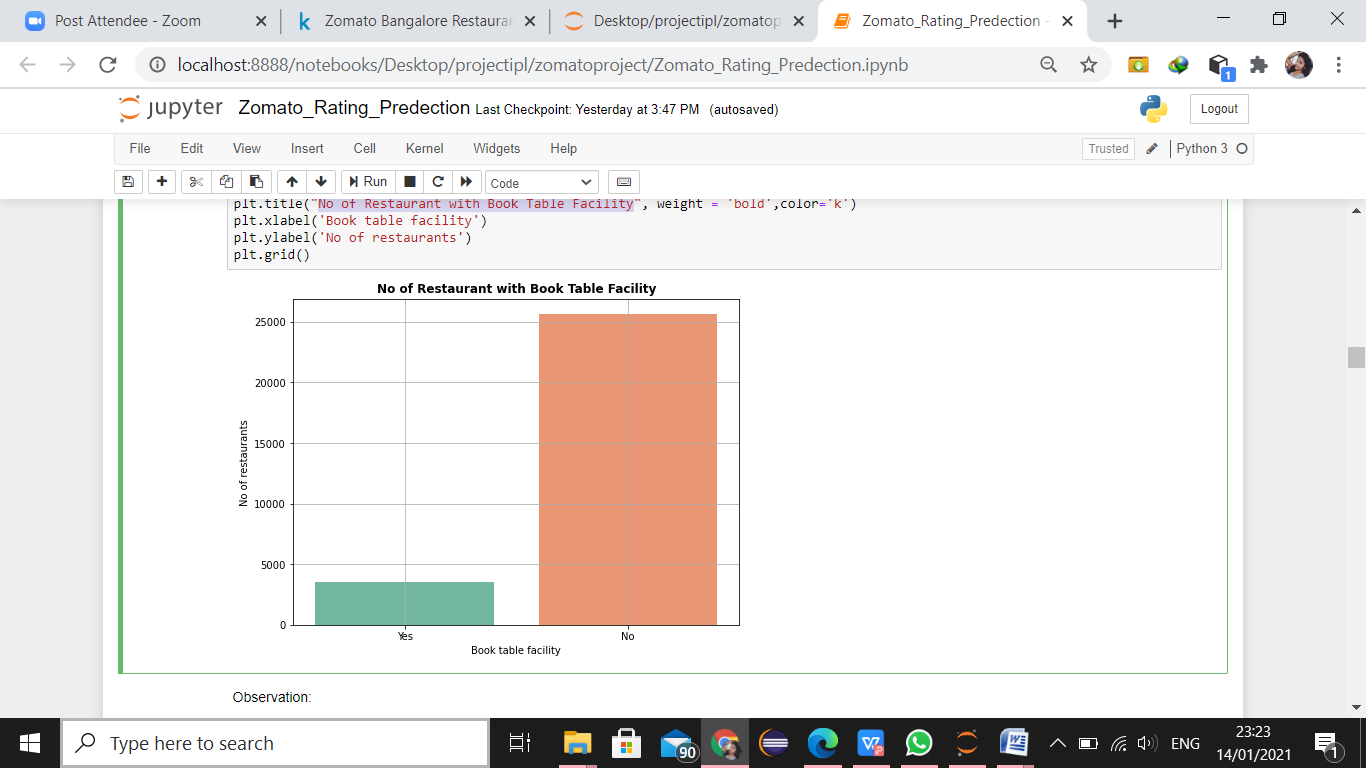 Post Attendee - Zoom
Zomato Bangalore Restauran
Desktop/projectipl/zomatop
Zomato_Rating_Predection -
localhost:8888/notebooks/Desktop/projectipl/zomatoproject/Zomato_Rating_Predection.ipynb
1
jupyter Zomato_Rating_Predection Last Checkpoint: Yesterday at 3:47 PM (autosaved)
Logout
File Edit View Insert Cell Kernel Widgets Help
Trusted Python 3
Run
Code
plt.title("No of Restaurant with Book Table Facility", weight = 'bold',color='k')
plt.xlabel('Book table facility')
plt.ylabel('No of restaurants')
plt.grid()
No of Restaurant with Book Table Facility
25000
20000
15000
10000
5000
0
No of restaurants
Yes No
Book table facility
Observation:
Type here to search
90
ENG
23:23
14/01/2021
1